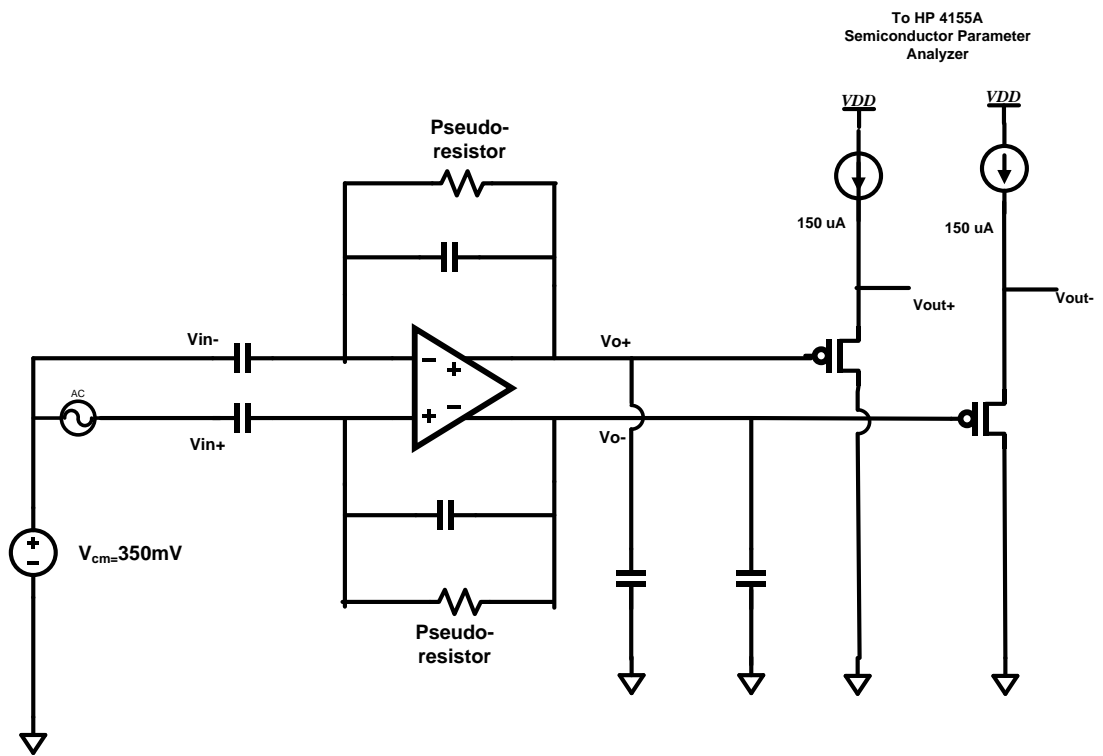 To HP 4155A
Semiconductor Parameter
Analyzer
VDD
VDD
Pseudo-
resistor
150 uA
150 uA
Vout+
Vout-
Vin-
Vo+
AC
Vin+
Vo-
Vcm=350mV
Pseudo-
resistor